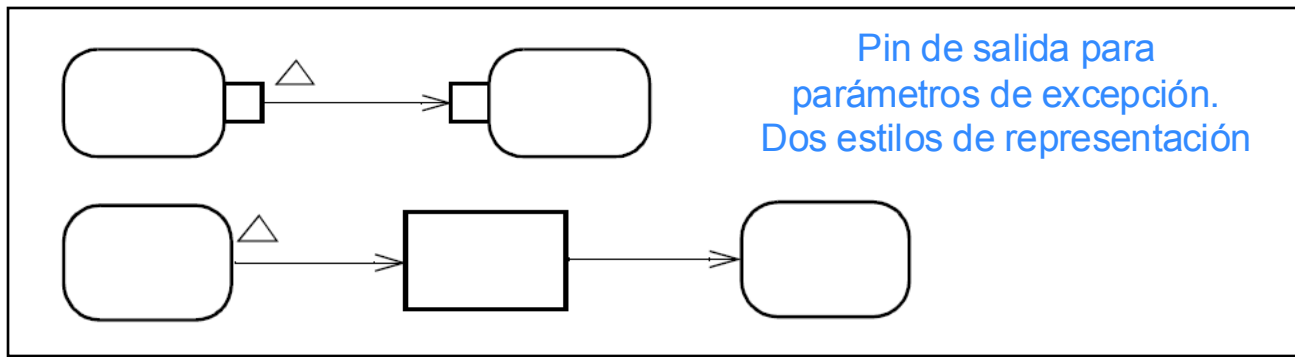 Pin de salida para
parámetros de excepción.
Dos estilos de representación